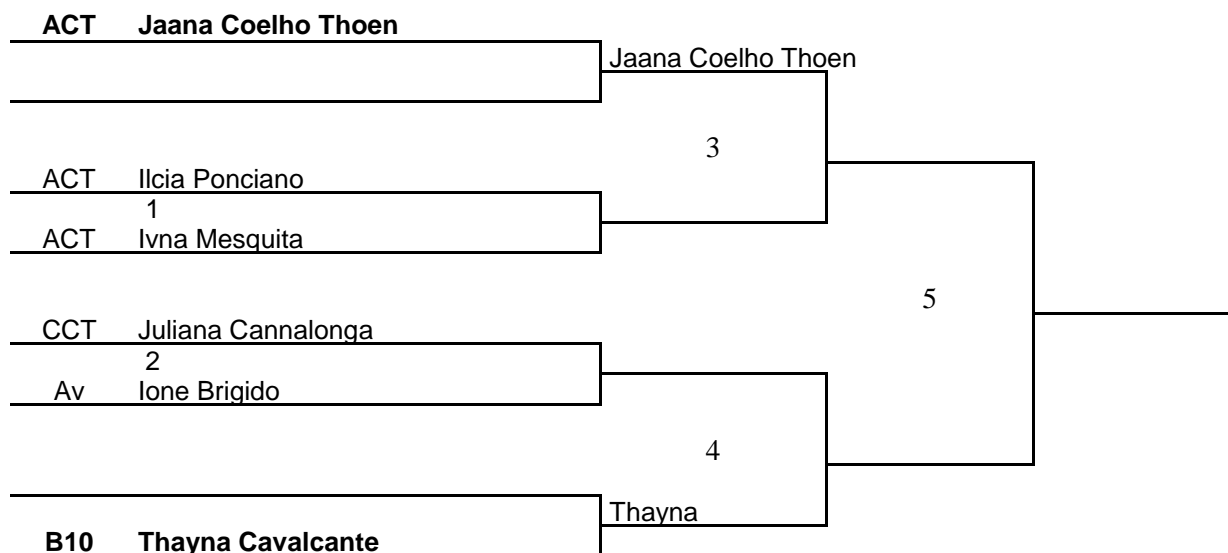 ACT Jaana Coelho Thoen
Jaana Coelho Thoen
3
ACT Ilcia Ponciano
1
ACT Ivna Mesquita
5
CCT Juliana Cannalonga
2
Av Ione Brigido
4
Thayna
B10 Thayna Cavalcante